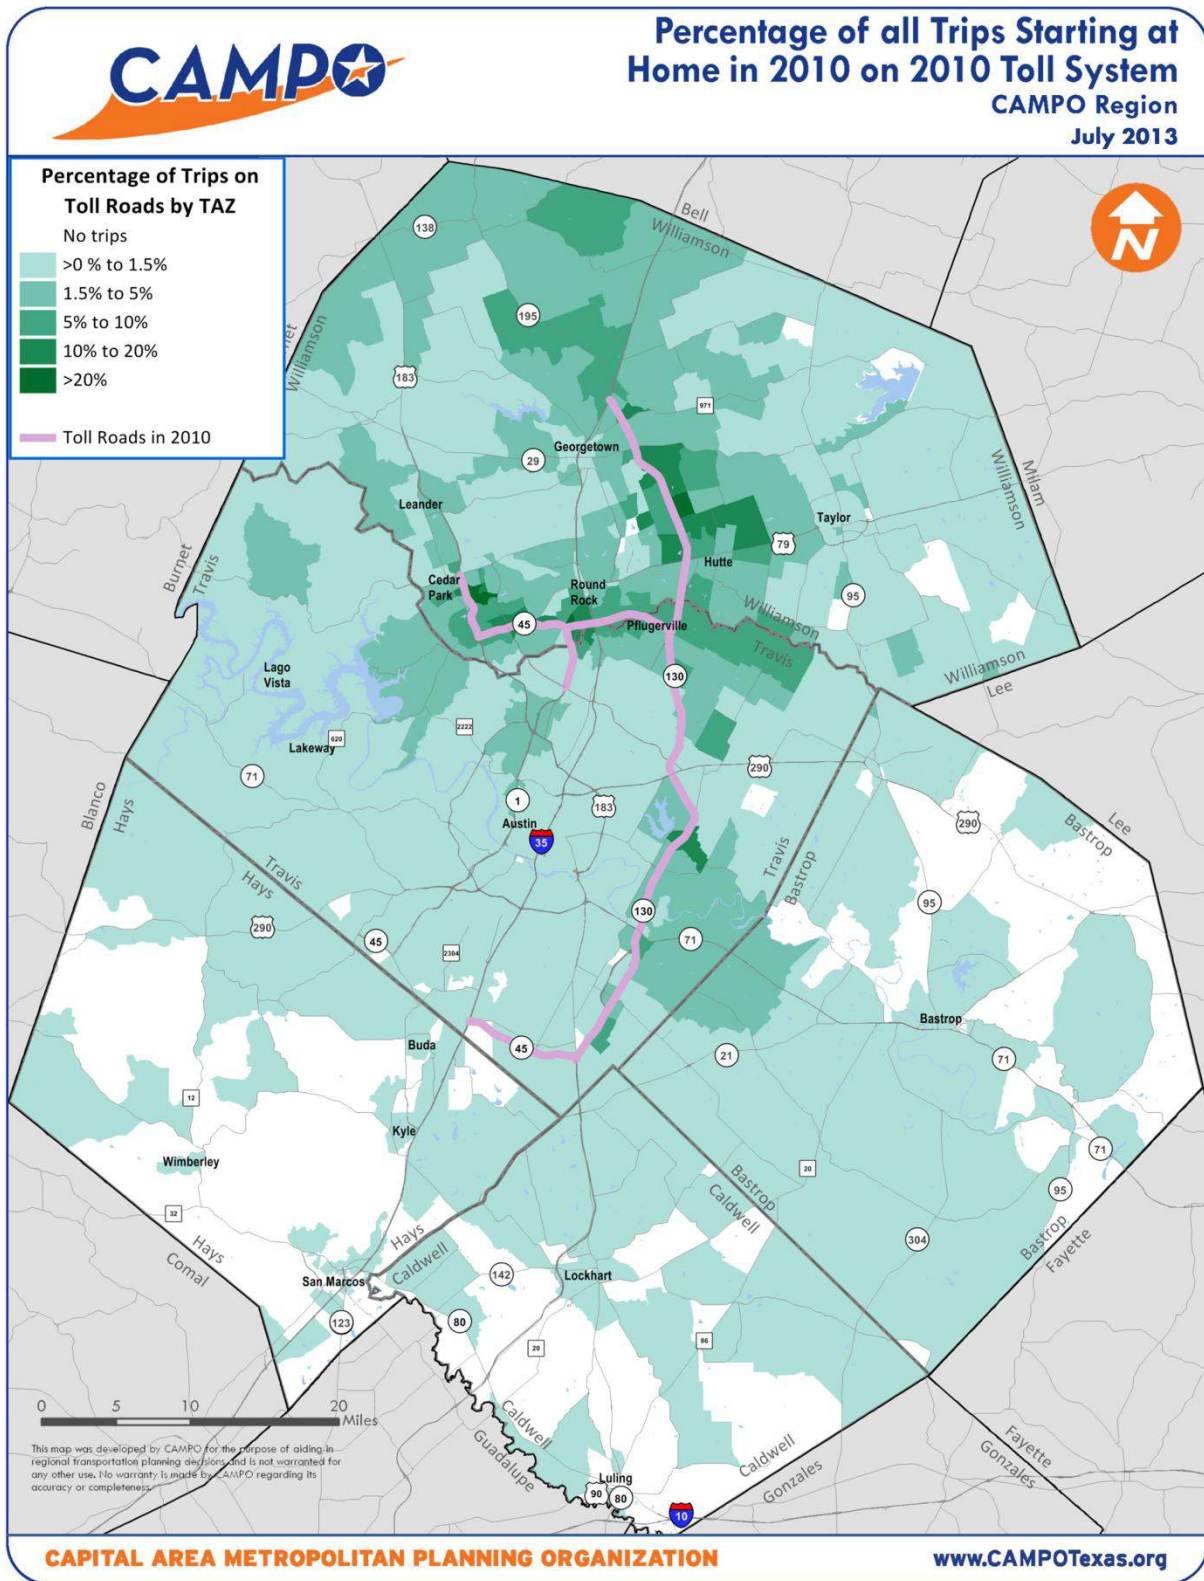 CAMPO
Percentage of all Trips Starting at
Home in 2010 on 2010 Toll System
CAMPO Region
July 2013
Percentage of Trips on
Toll Roads by TAZ
No trips
>0 % to 1.5%
1.5% to 5%
5% to 10%
10% to 20%
>20%
Toll Roads in 2010
N
Bell
Williamson
138
195
Williamson
183
971
Georgetown
29
Milam
Williamson
Leander
Taylor
79
Burnet
Travis
Hutte
Cedar
Park
Round
Rock
95
45
Pflugerville
Williamson
Travis
Williamson
Lee
Lago
Vista
130
2222
620
Lakeway
71
290
Blanco
Hays
1
183
Austin
35
290
Lee
Bastrop
Travis
Hays
Travis
Bastrop
95
130
290
45
71
2304
Bastrop
Buda
45
21
71
12
Kyle
71
Wimberley
20
Bastrop
Caldwell
95
32
Hays
Comal
Hays
Caldwell
304
Bastrop
Fayette
San Marcos
142
Lockhart
123
80
86
20
0 5 10 20
Miles
Caldwell
Guadalupe
Caldwell
Gonzales
Fayette
Gonzales
This map was developed by CAMPO for the purpose of aiding in
regional transportation planning decisions and is not warranted for
any other use. No warranty is made by CAMPO regarding its
accuracy or completeness.
Luling
90
80
10
CAPITAL AREA METROPOLITAN PLANNING ORGANIZATION
www.CAMPOTexas.org